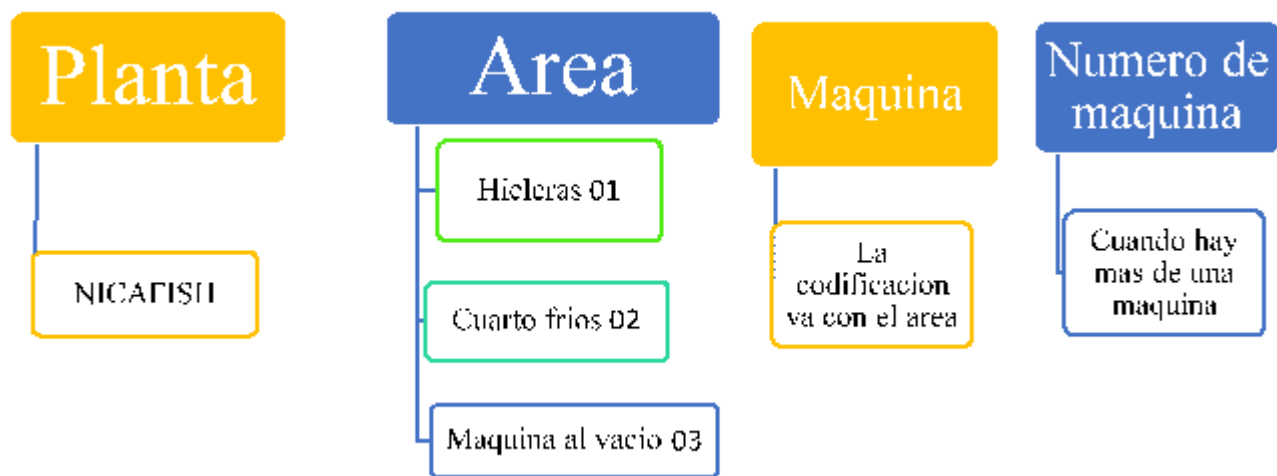 Planta
Area
Maquina
Numero de
maquina
NICAFISH
Hieleras 01
Cuarto frios 02
Maquina al vacio 03
La
codificacion
va con el area
Cuando hay
mas de una
maquina